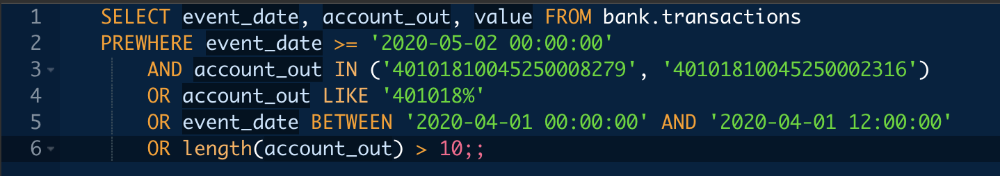 1 SELECT event_date, account_out, value FROM bank.transactions
2 PREWHERE event_date >= '2020-05-02 00:00:00'
3 AND account_out IN ('40101810045250008279', '40101810045250002316')
4 OR account_out LIKE '401018%'
5 OR event_date BETWEEN '2020-04-01 00:00:00' AND '2020-04-01 12:00:00'
6 OR length(account_out) > 10;;